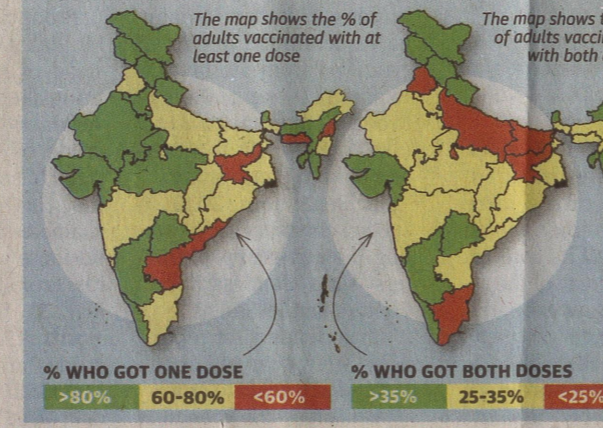 The map shows the % of
adults vaccinated with at
least one dose
The map shows
of adults
with both
% WHO GOT ONE DOSE
>80% 60-80% <60%
% WHO GOT BOTH DOSES
>35% 25-35% <25%